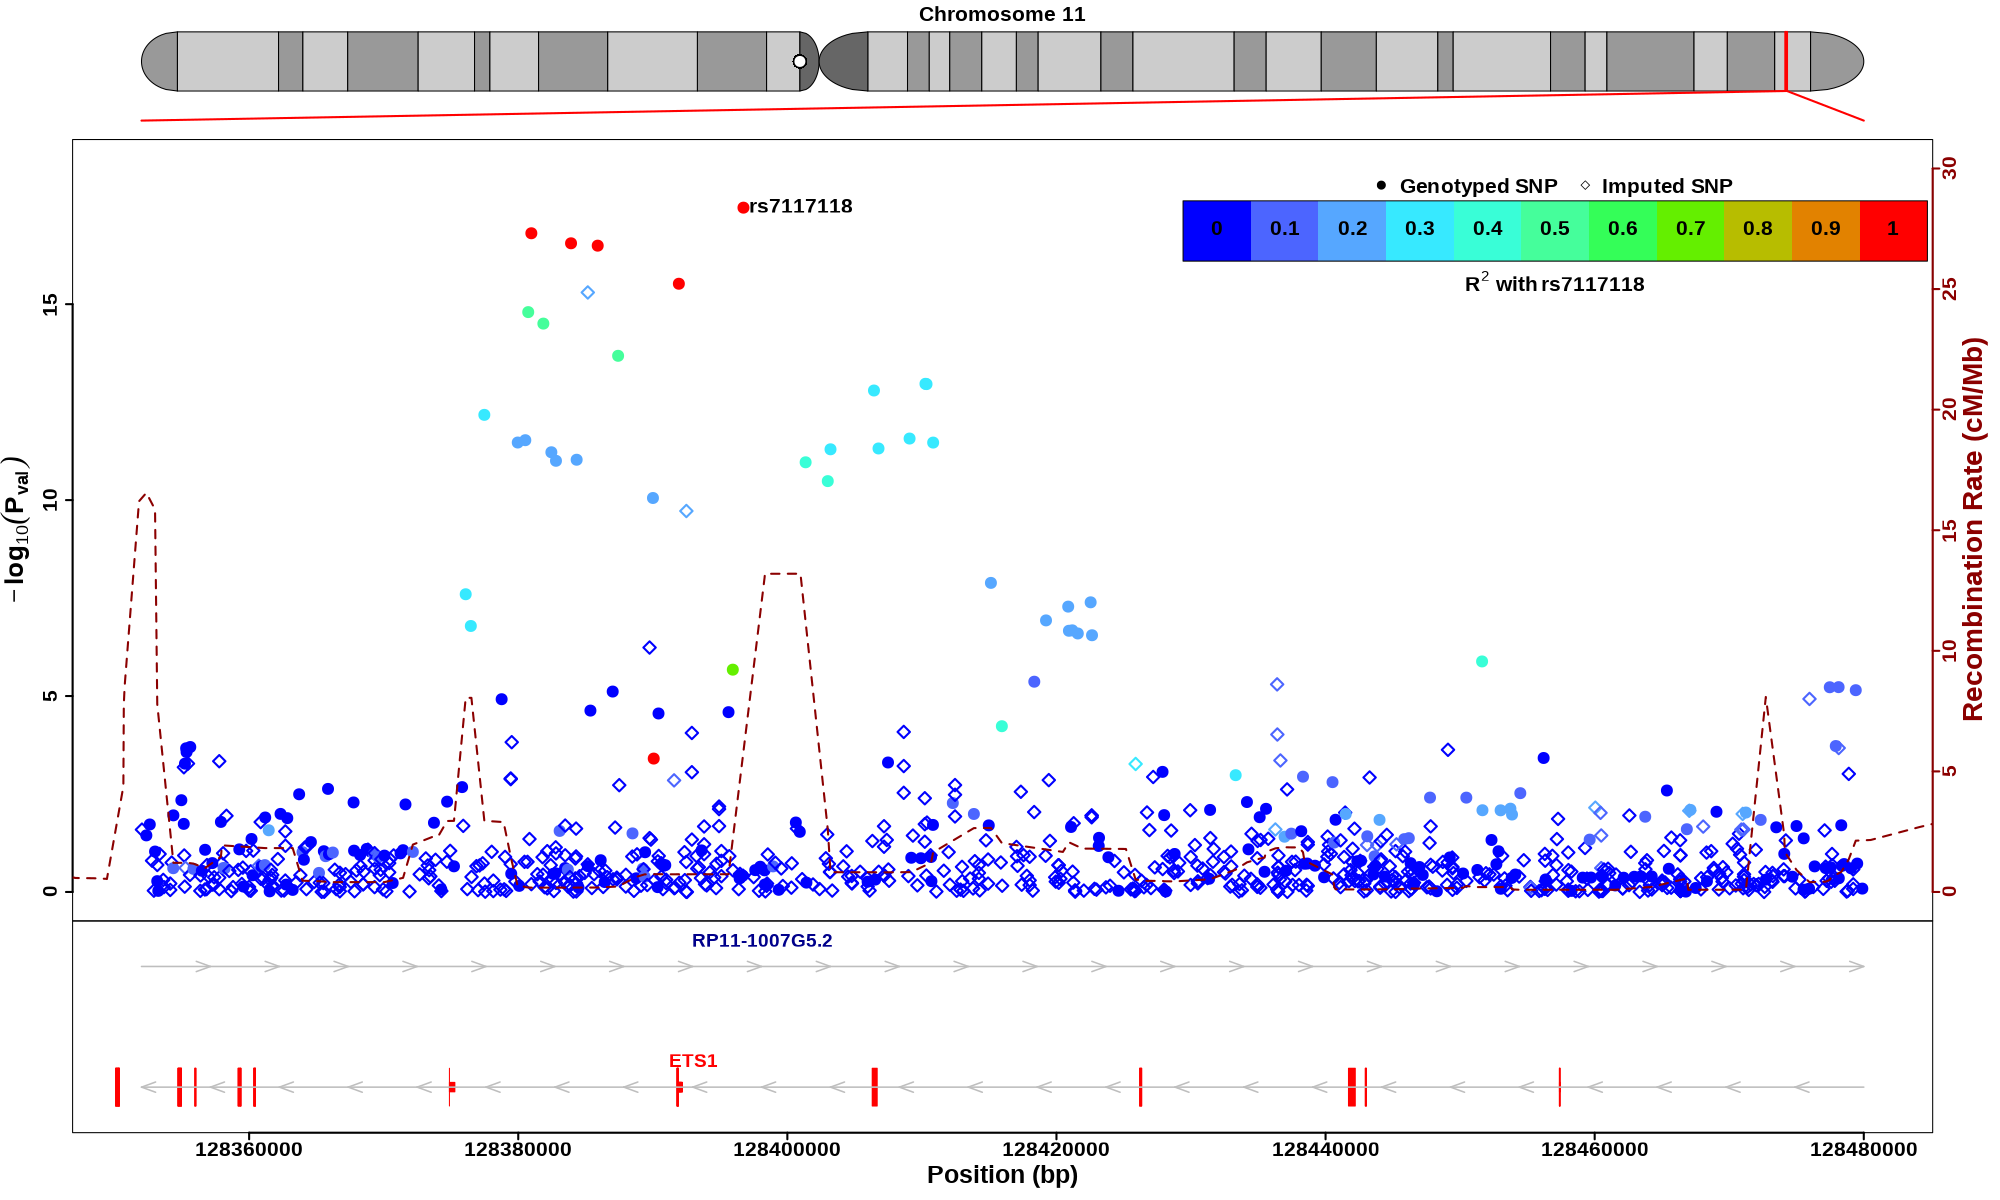 Chromosome 11
rs7117118
Genotyped SNP Imputed SNP
0 0.1 0.2 0.3 0.4 0.5 0.6 0.7 0.8 0.9 1
R² with rs7117118
−log₁₀(Pval)
0 5 10 15
Recombination Rate (cM/Mb)
0 5 10 15 20 25 30
RP11-1007G5.2
ETS1
128360000 128380000 128400000 128420000 128440000 128460000 128480000
Position (bp)